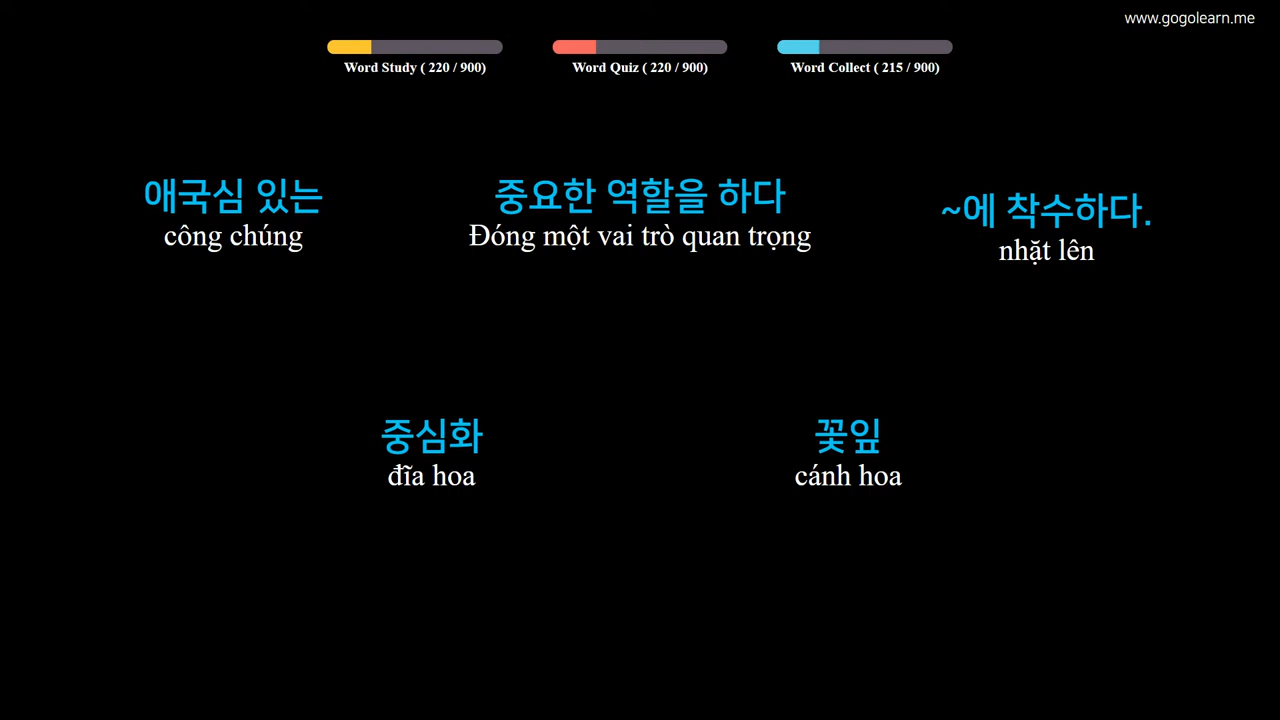 www.gogolearn.me
Word Study ( 220 / 900)
Word Quiz ( 220 / 900)
Word Collect ( 215 / 900)
애국심 있는
công chúng
중요한 역할을 하다
Đóng một vai trò quan trọng
~에 착수하다.
nhặt lên
중심화
đĩa hoa
꽃잎
cánh hoa